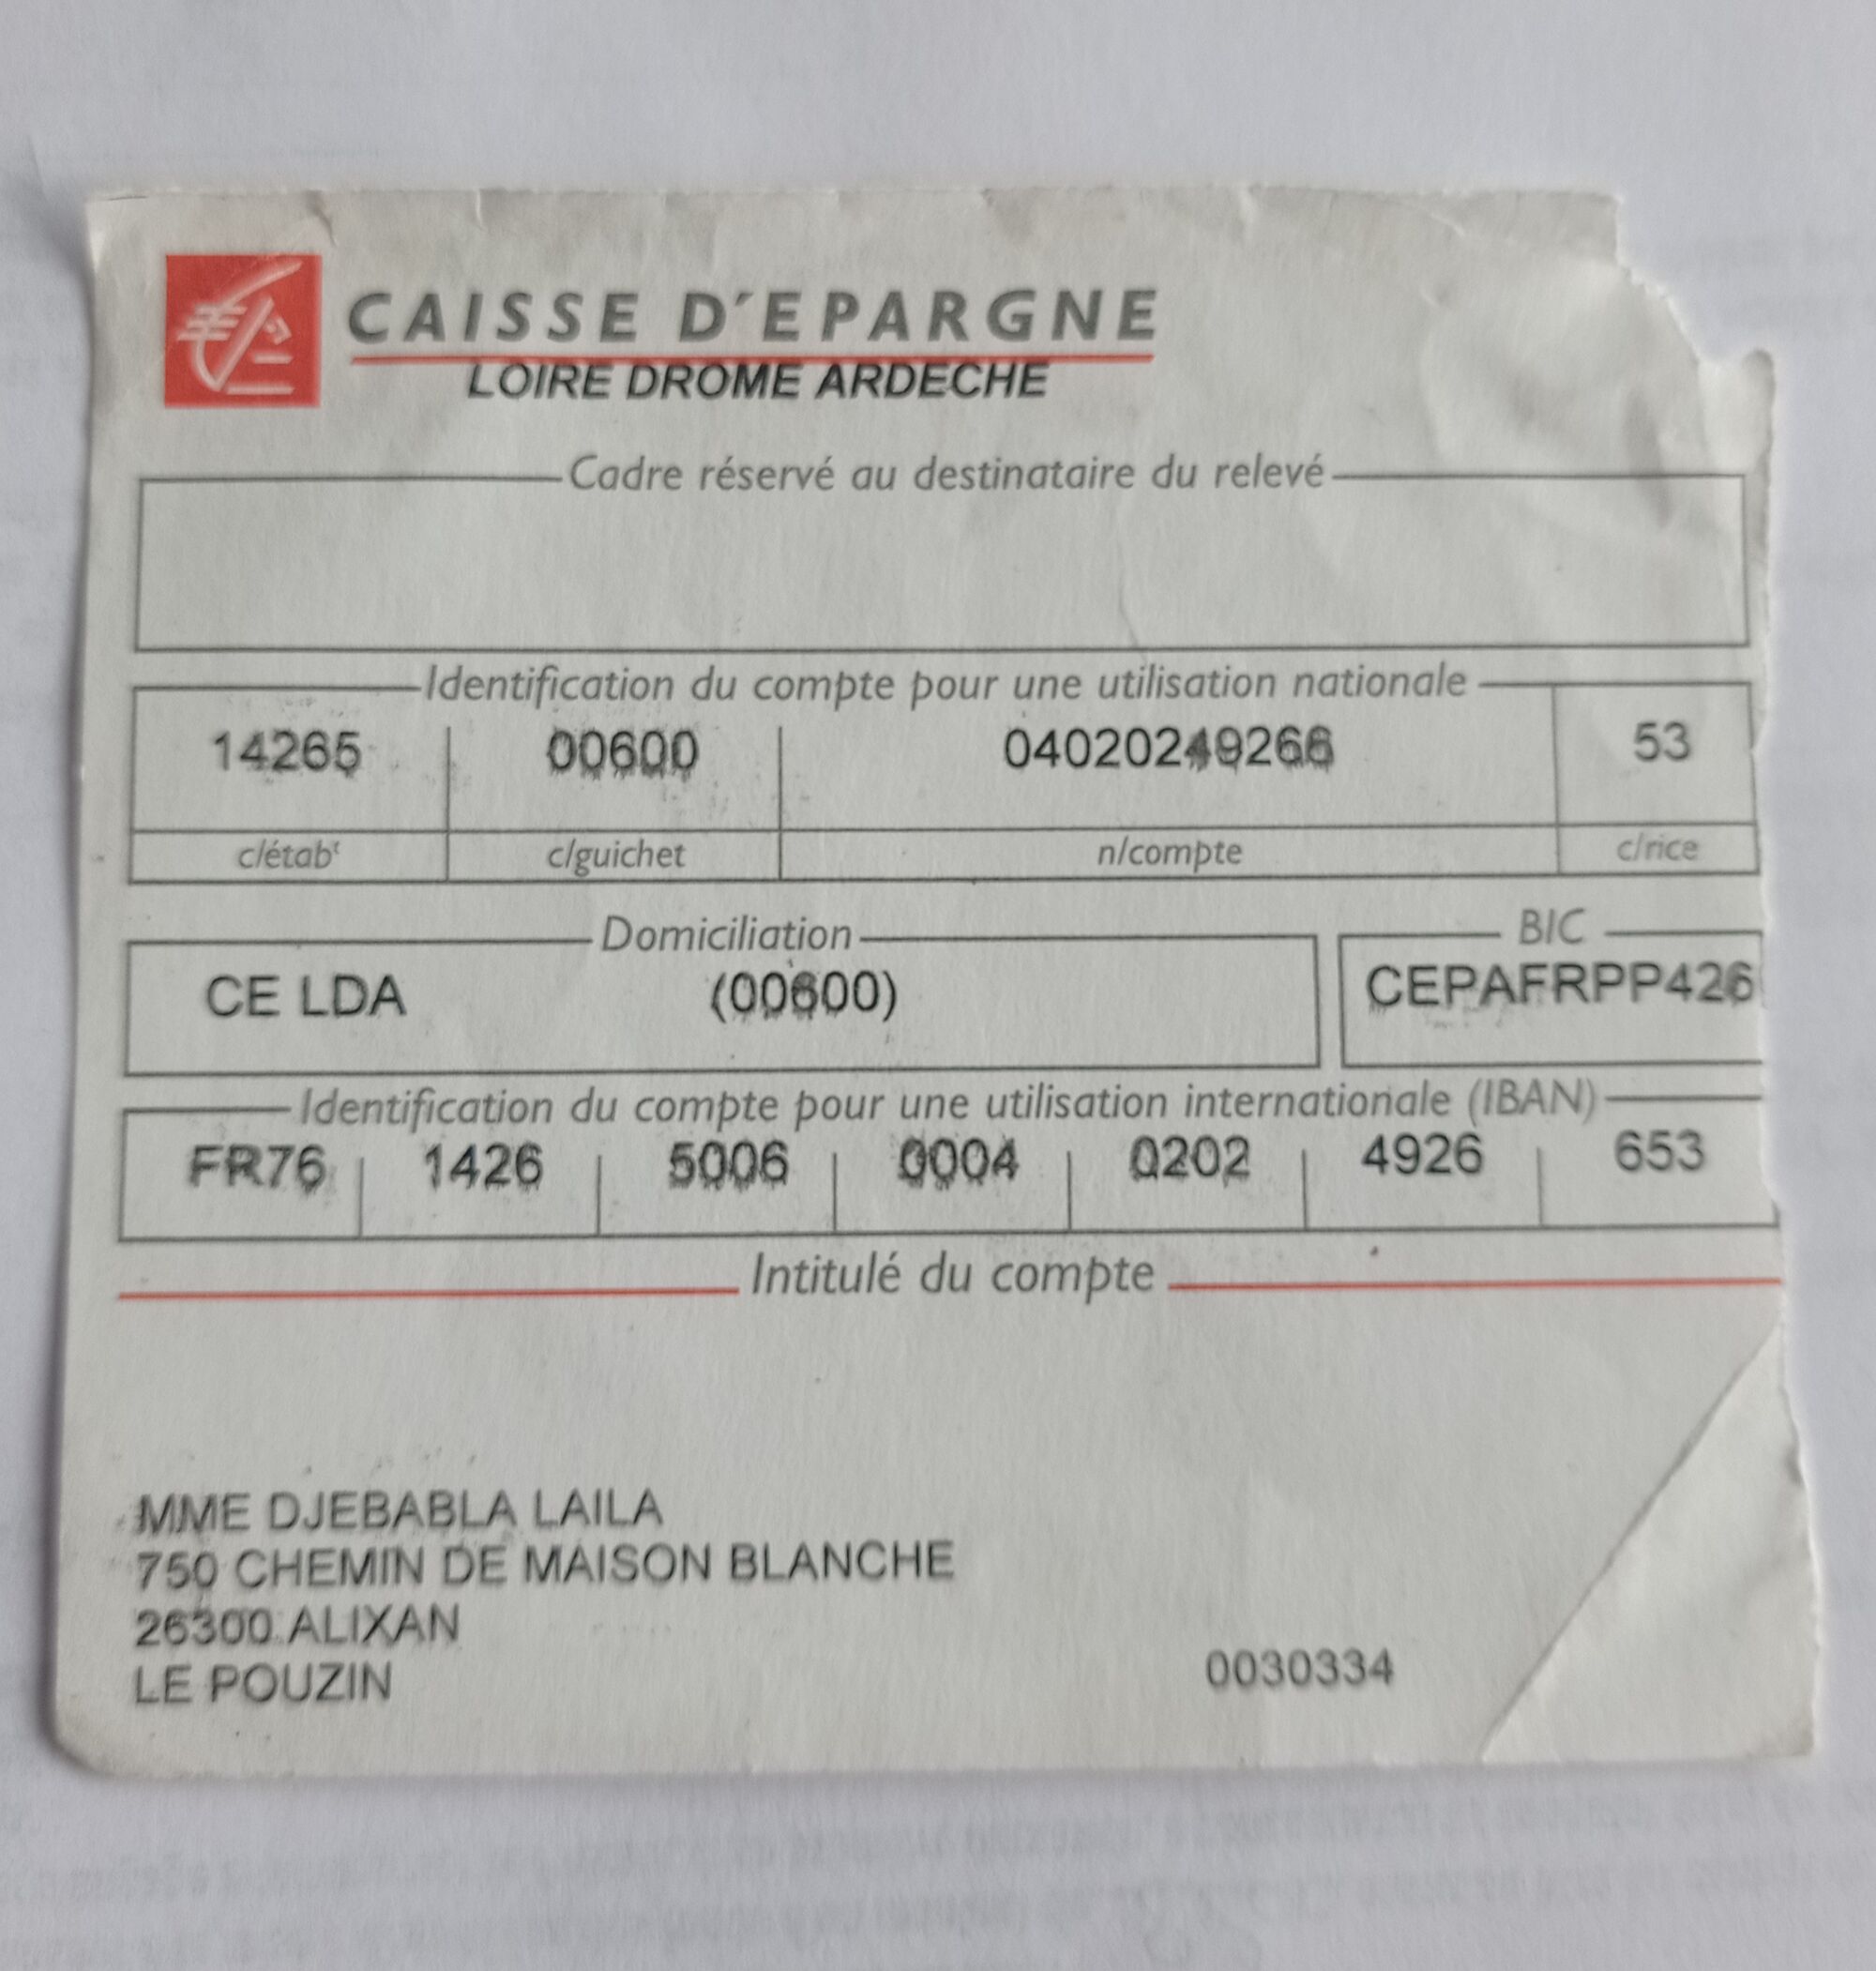 CAISSE D'EPARGNE
LOIRE DROME ARDECHE
Cadre réservé au destinataire du relevé
Identification du compte pour une utilisation nationale
14265 00600 04020249266 53
c/étabt c/guichet n/compte c/rice
Domiciliation BIC
CE LDA (00600) CEPAFRPP426
Identification du compte pour une utilisation internationale (IBAN)
FR76 1426 5006 0004 0202 4926 653
Intitulé du compte
MME DJEBABLA LAILA
750 CHEMIN DE MAISON BLANCHE
26300 ALIXAN
LE POUZIN 0030334